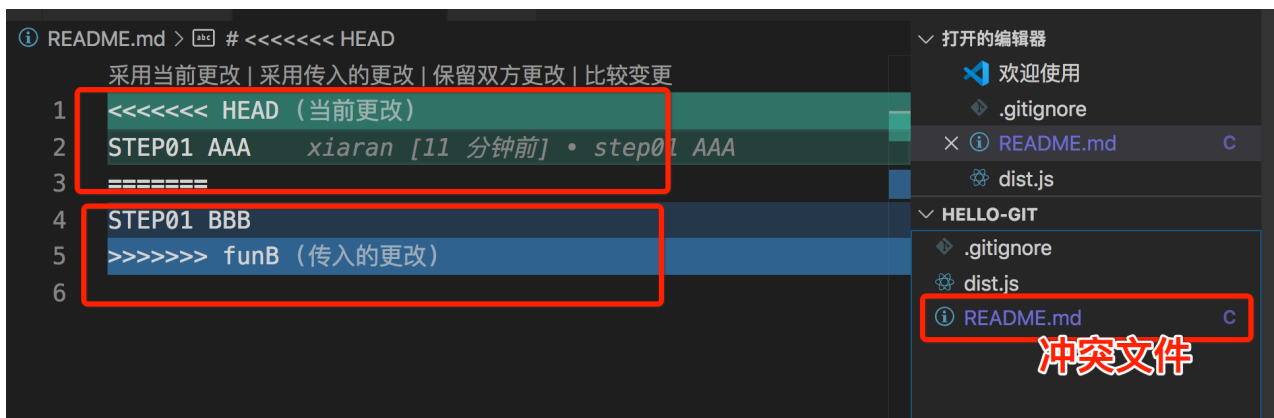 README.md > # <<<<<<< HEAD
采用当前更改 | 采用传入的更改 | 保留双方更改 | 比较变更
1 <<<<<<< HEAD (当前更改)
2 STEP01 AAA xiaran [11 分钟前] • step01 AAA
3 =======
4 STEP01 BBB
5 >>>>>>> funB (传入的更改)
6
打开的编辑器
欢迎使用
.gitignore
README.md C
dist.js
HELLO-GIT
.gitignore
dist.js
README.md C
冲突文件